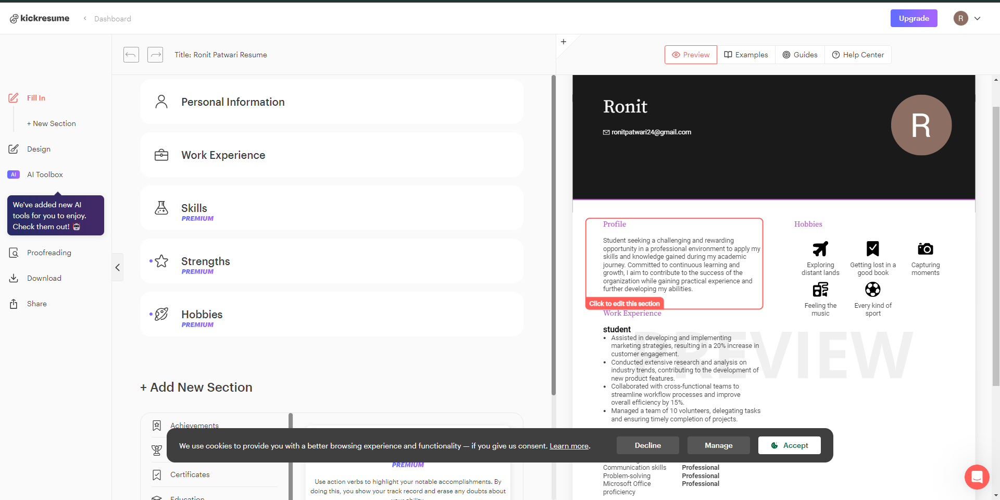 kickresume
Dashboard
Upgrade
R
Title: Ronit Patwari Resume
+
Preview
Examples
Guides
Help Center
Fill In
+ New Section
Design
AI
AI Toolbox
We've added new AI
tools for you to enjoy.
Check them out!
Proofreading
Download
Share
Personal Information
Work Experience
Skills
PREMIUM
Strengths
PREMIUM
Hobbies
PREMIUM
+ Add New Section
Achievements
Certificates
Education
PREMIUM
Use action verbs to highlight your notable accomplishments. By
doing this, you show your track record and erase any doubts about
your ability.
Ronit
ronitpatwari24@gmail.com
R
Profile
Student seeking a challenging and rewarding
opportunity in a professional environment to apply my
skills and knowledge gained during my academic
journey. Committed to continuous learning and
growth, I aim to contribute to the success of the
organization while gaining practical experience and
further developing my abilities.
Click to edit this section
Hobbies
Exploring
distant lands
Getting lost in a
good book
Capturing
moments
Feeling the
music
Every kind of
sport
Work Experience
student
• Assisted in developing and implementing
marketing strategies, resulting in a 20% increase in
customer engagement.
• Conducted extensive research and analysis on
industry trends, contributing to the development of
new product features.
• Collaborated with cross-functional teams to
streamline workflow processes and improve
overall efficiency by 15%.
• Managed a team of 10 volunteers, delegating tasks
and ensuring timely completion of projects.
PREVIEW
Communication skills Professional
Problem-solving Professional
Microsoft Office Professional
proficiency
We use cookies to provide you with a better browsing experience and functionality — if you give us consent. Learn more.
Decline
Manage
Accept